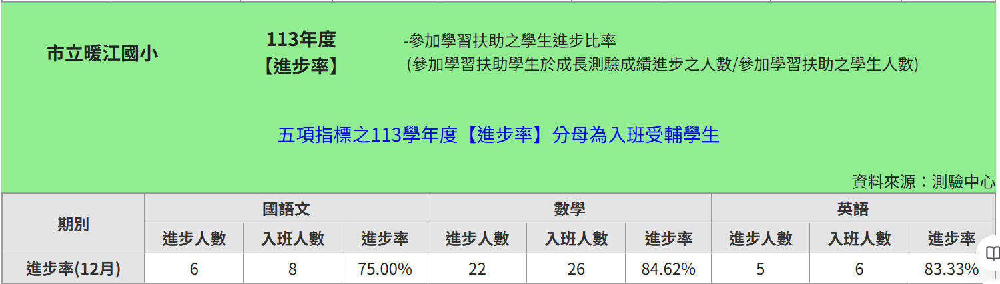 市立暖江國小
113年度
【進步率】
-參加學習扶助之學生進步比率
(參加學習扶助學生於成長測驗成績進步之人數/參加學習扶助之學生人數)
五項指標之113學年度【進步率】分母為入班受輔學生
資料來源：測驗中心
期別 國語文 數學 英語
進步人數 入班人數 進步率 進步人數 入班人數 進步率 進步人數 入班人數 進步率
進步率(12月) 6 8 75.00% 22 26 84.62% 5 6 83.33%